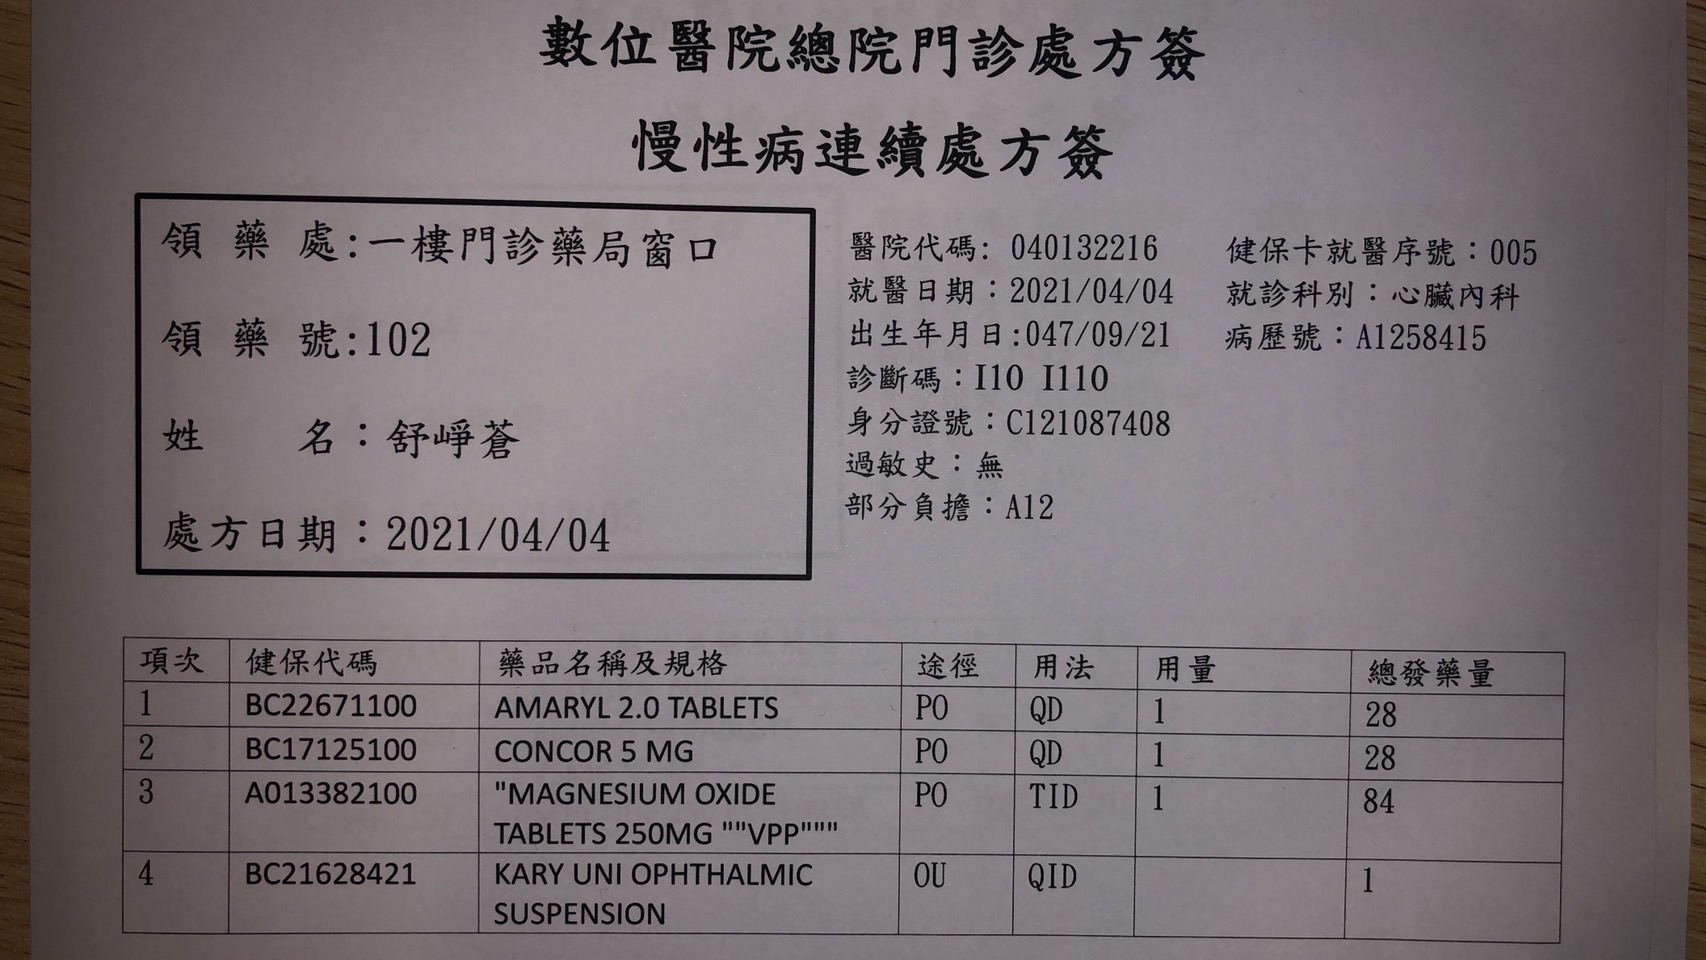 數位醫院總院門診處方簽
慢性病連續處方簽
領 藥 處:一樓門診藥局窗口
領 藥 號:102
姓 名：舒崢蒼
處方日期：2021/04/04
醫院代碼: 040132216 健保卡就醫序號：005
就醫日期：2021/04/04 就診科別：心臟內科
出生年月日:047/09/21 病歷號：A1258415
診斷碼：I10 I110
身分證號：C121087408
過敏史：無
部分負擔：A12
項次 健保代碼 藥品名稱及規格 途徑 用法 用量 總發藥量
1 BC22671100 AMARYL 2.0 TABLETS PO QD 1 28
2 BC17125100 CONCOR 5 MG PO QD 1 28
3 A013382100 "MAGNESIUM OXIDE PO TID 1 84
TABLETS 250MG ""VPP"""
4 BC21628421 KARY UNI OPHTHALMIC OU QID 1
SUSPENSION